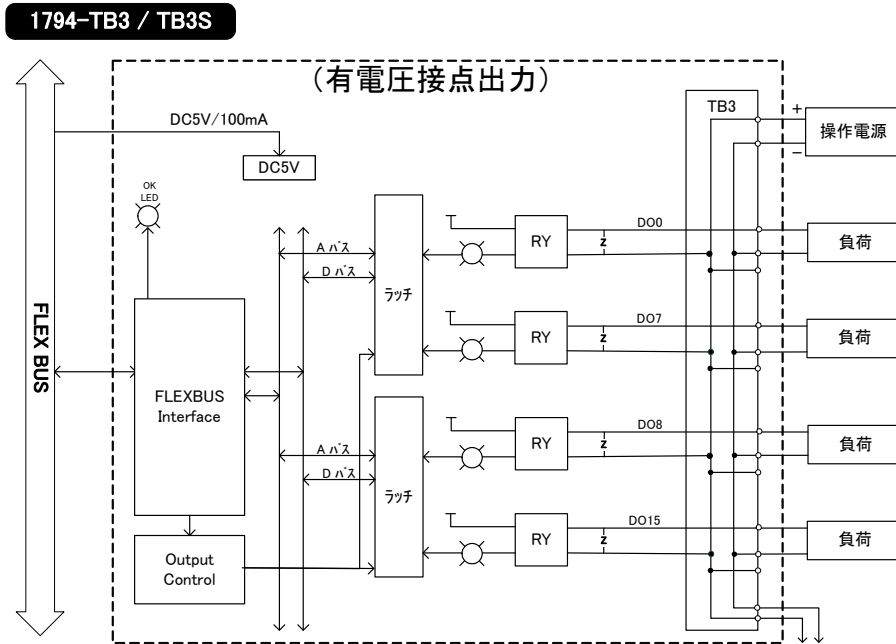 1794-TB3 / TB3S
(有電圧接点出力)
TB3
DC5V/100mA
+
操作電源
−
DC5V
OK
LED
DO0
RY
z
負荷
A バス
D バス
ラッチ
FLEX BUS
DO7
RY
z
負荷
FLEXBUS
Interface
DO8
RY
z
負荷
A バス
D バス
ラッチ
DO15
RY
z
負荷
Output
Control